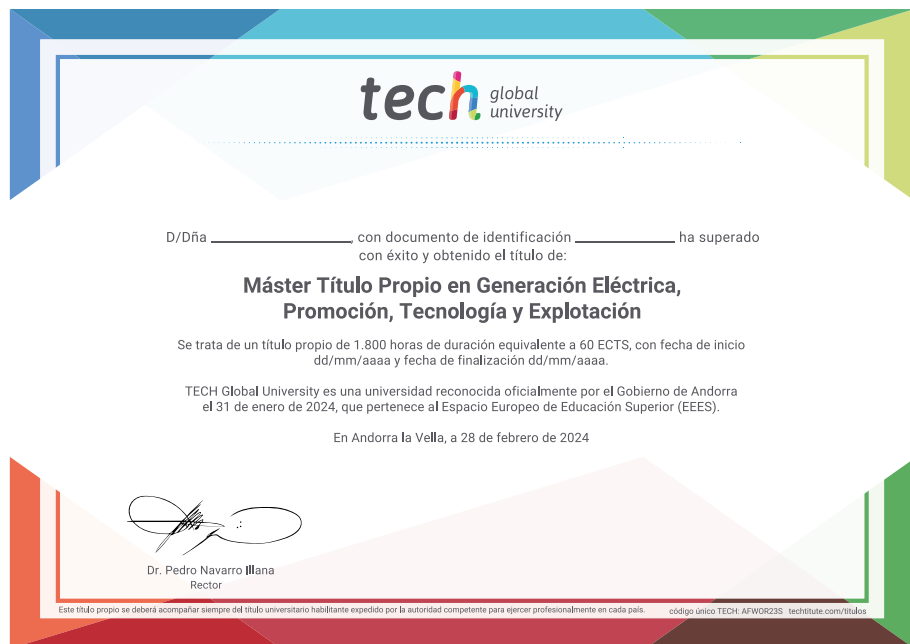 tech global university
D/Dña ____________________, con documento de identificación ______________ ha superado
con éxito y obtenido el título de:
Máster Título Propio en Generación Eléctrica,
Promoción, Tecnología y Explotación
Se trata de un título propio de 1.800 horas de duración equivalente a 60 ECTS, con fecha de inicio
dd/mm/aaaa y fecha de finalización dd/mm/aaaa.
TECH Global University es una universidad reconocida oficialmente por el Gobierno de Andorra
el 31 de enero de 2024, que pertenece al Espacio Europeo de Educación Superior (EEES).
En Andorra la Vella, a 28 de febrero de 2024
Dr. Pedro Navarro Illana
Rector
Este título propio se deberá acompañar siempre del título universitario habilitante expedido por la autoridad competente para ejercer profesionalmente en cada país. código único TECH: AFWOR23S techtitute.com/titulos